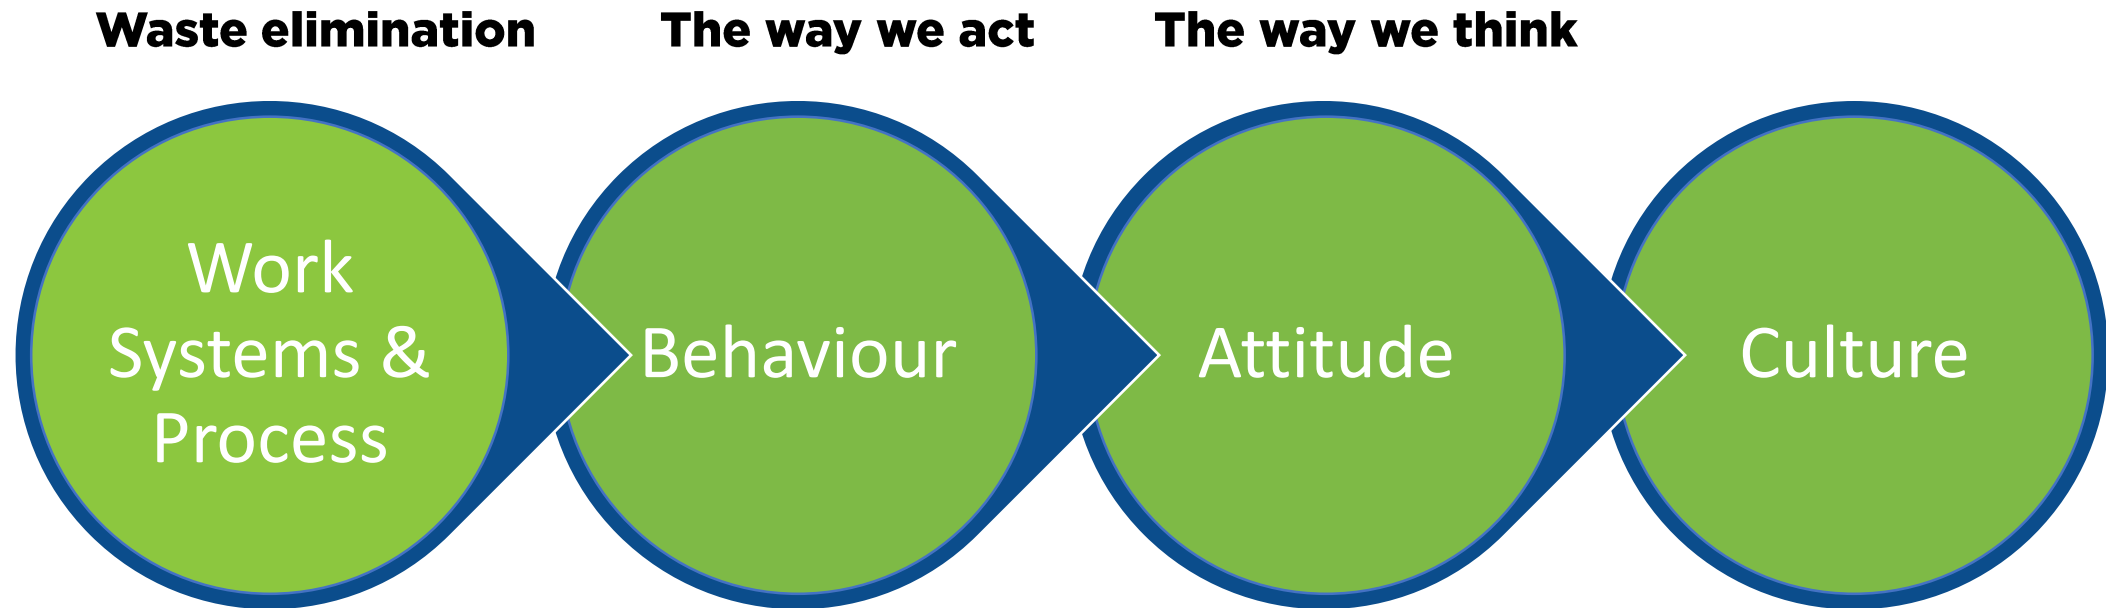 Waste elimination
The way we act
The way we think
Work
Systems &
Process
Behaviour
Attitude
Culture